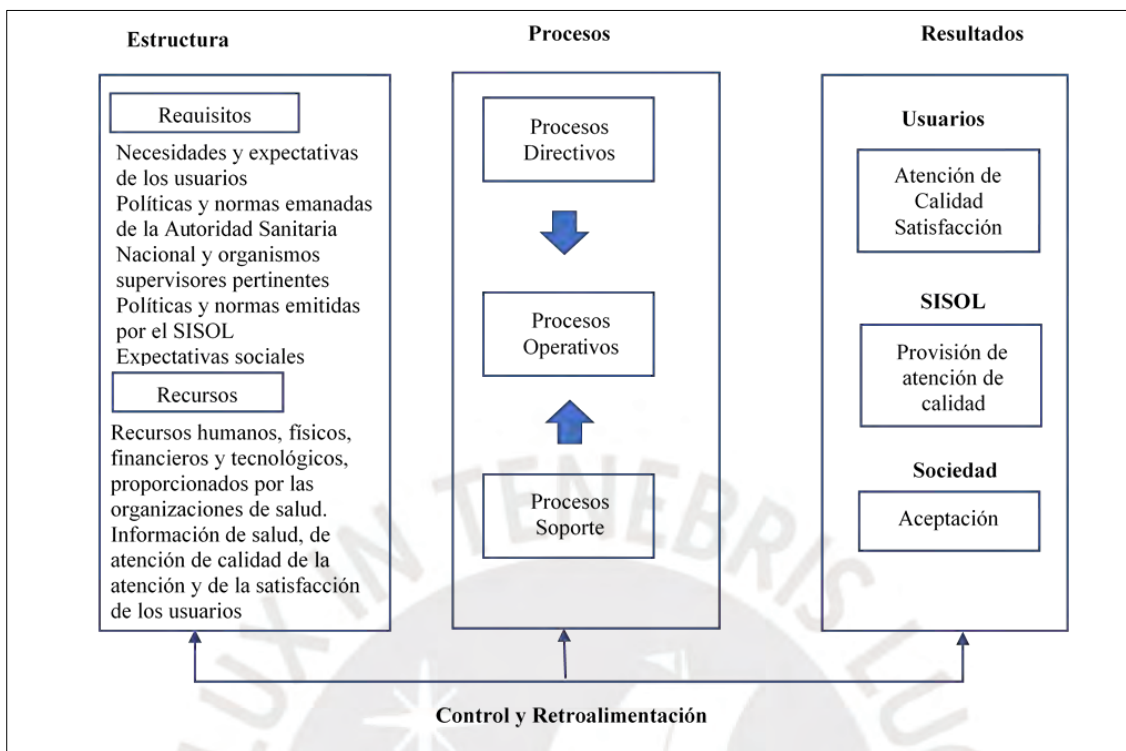 Estructura
Requisitos
Necesidades y expectativas
de los usuarios
Políticas y normas emanadas
de la Autoridad Sanitaria
Nacional y organismos
supervisores pertinentes
Políticas y normas emitidas
por el SISOL
Expectativas sociales
Recursos
Recursos humanos, físicos,
financieros y tecnológicos,
proporcionados por las
organizaciones de salud.
Información de salud, de
atención de calidad de la
atención y de la satisfacción
de los usuarios
Procesos
Procesos
Directivos
Procesos
Operativos
Procesos
Soporte
Resultados
Usuarios
Atención de
Calidad
Satisfacción
SISOL
Provisión de
atención de
calidad
Sociedad
Aceptación
Control y Retroalimentación
LUX IN TENEBRIS LUC